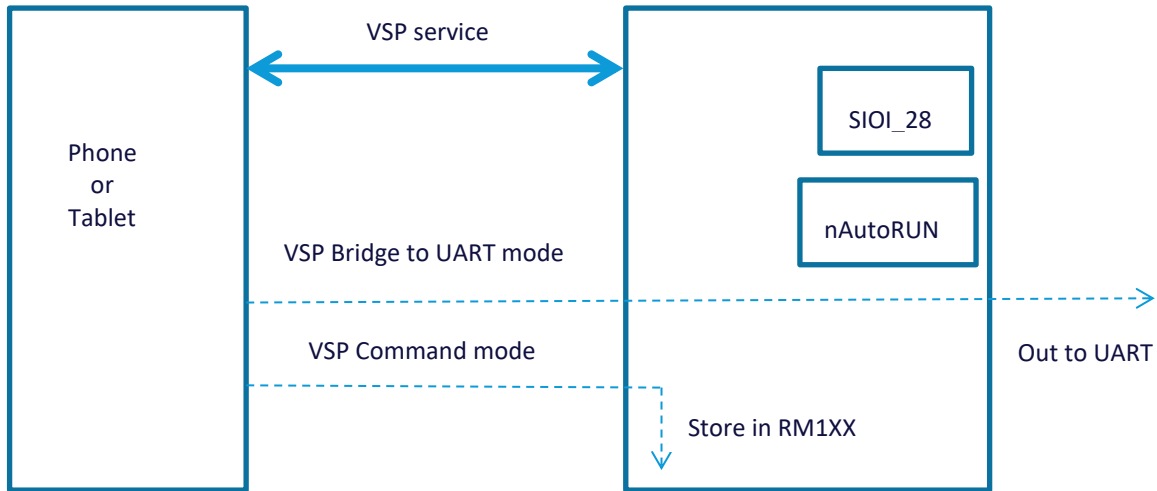 VSP service
SIOI_28
Phone
or
Tablet
nAutoRUN
VSP Bridge to UART mode
VSP Command mode
Out to UART
Store in RM1XX